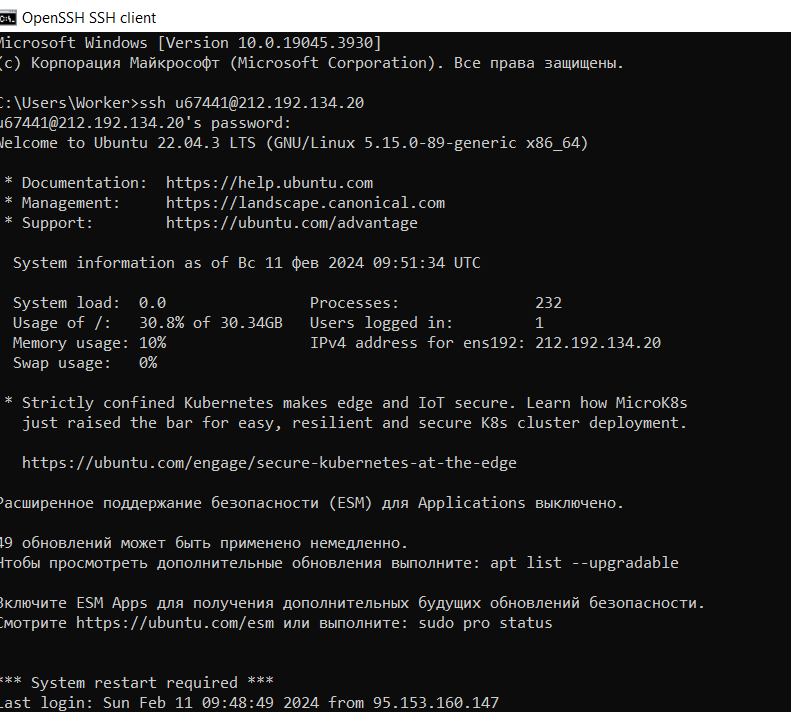 OpenSSH SSH client
Microsoft Windows [Version 10.0.19045.3930]
(c) Корпорация Майкрософт (Microsoft Corporation). Все права защищены.
C:\Users\Worker>ssh u67441@212.192.134.20
u67441@212.192.134.20's password:
Welcome to Ubuntu 22.04.3 LTS (GNU/Linux 5.15.0-89-generic x86_64)
* Documentation:  https://help.ubuntu.com
* Management:     https://landscape.canonical.com
* Support:        https://ubuntu.com/advantage
System information as of Вс 11 фев 2024 09:51:34 UTC
System load:  0.0                Processes:               232
Usage of /:   30.8% of 30.34GB   Users logged in:         1
Memory usage: 10%                IPv4 address for ens192: 212.192.134.20
Swap usage:   0%
* Strictly confined Kubernetes makes edge and IoT secure. Learn how MicroK8s
just raised the bar for easy, resilient and secure K8s cluster deployment.
https://ubuntu.com/engage/secure-kubernetes-at-the-edge
Расширенное поддержание безопасности (ESM) для Applications выключено.
49 обновлений может быть применено немедленно.
Чтобы просмотреть дополнительные обновления выполните: apt list --upgradable
Включите ESM Apps для получения дополнительных будущих обновлений безопасности.
Смотрите https://ubuntu.com/esm или выполните: sudo pro status
*** System restart required ***
Last login: Sun Feb 11 09:48:49 2024 from 95.153.160.147